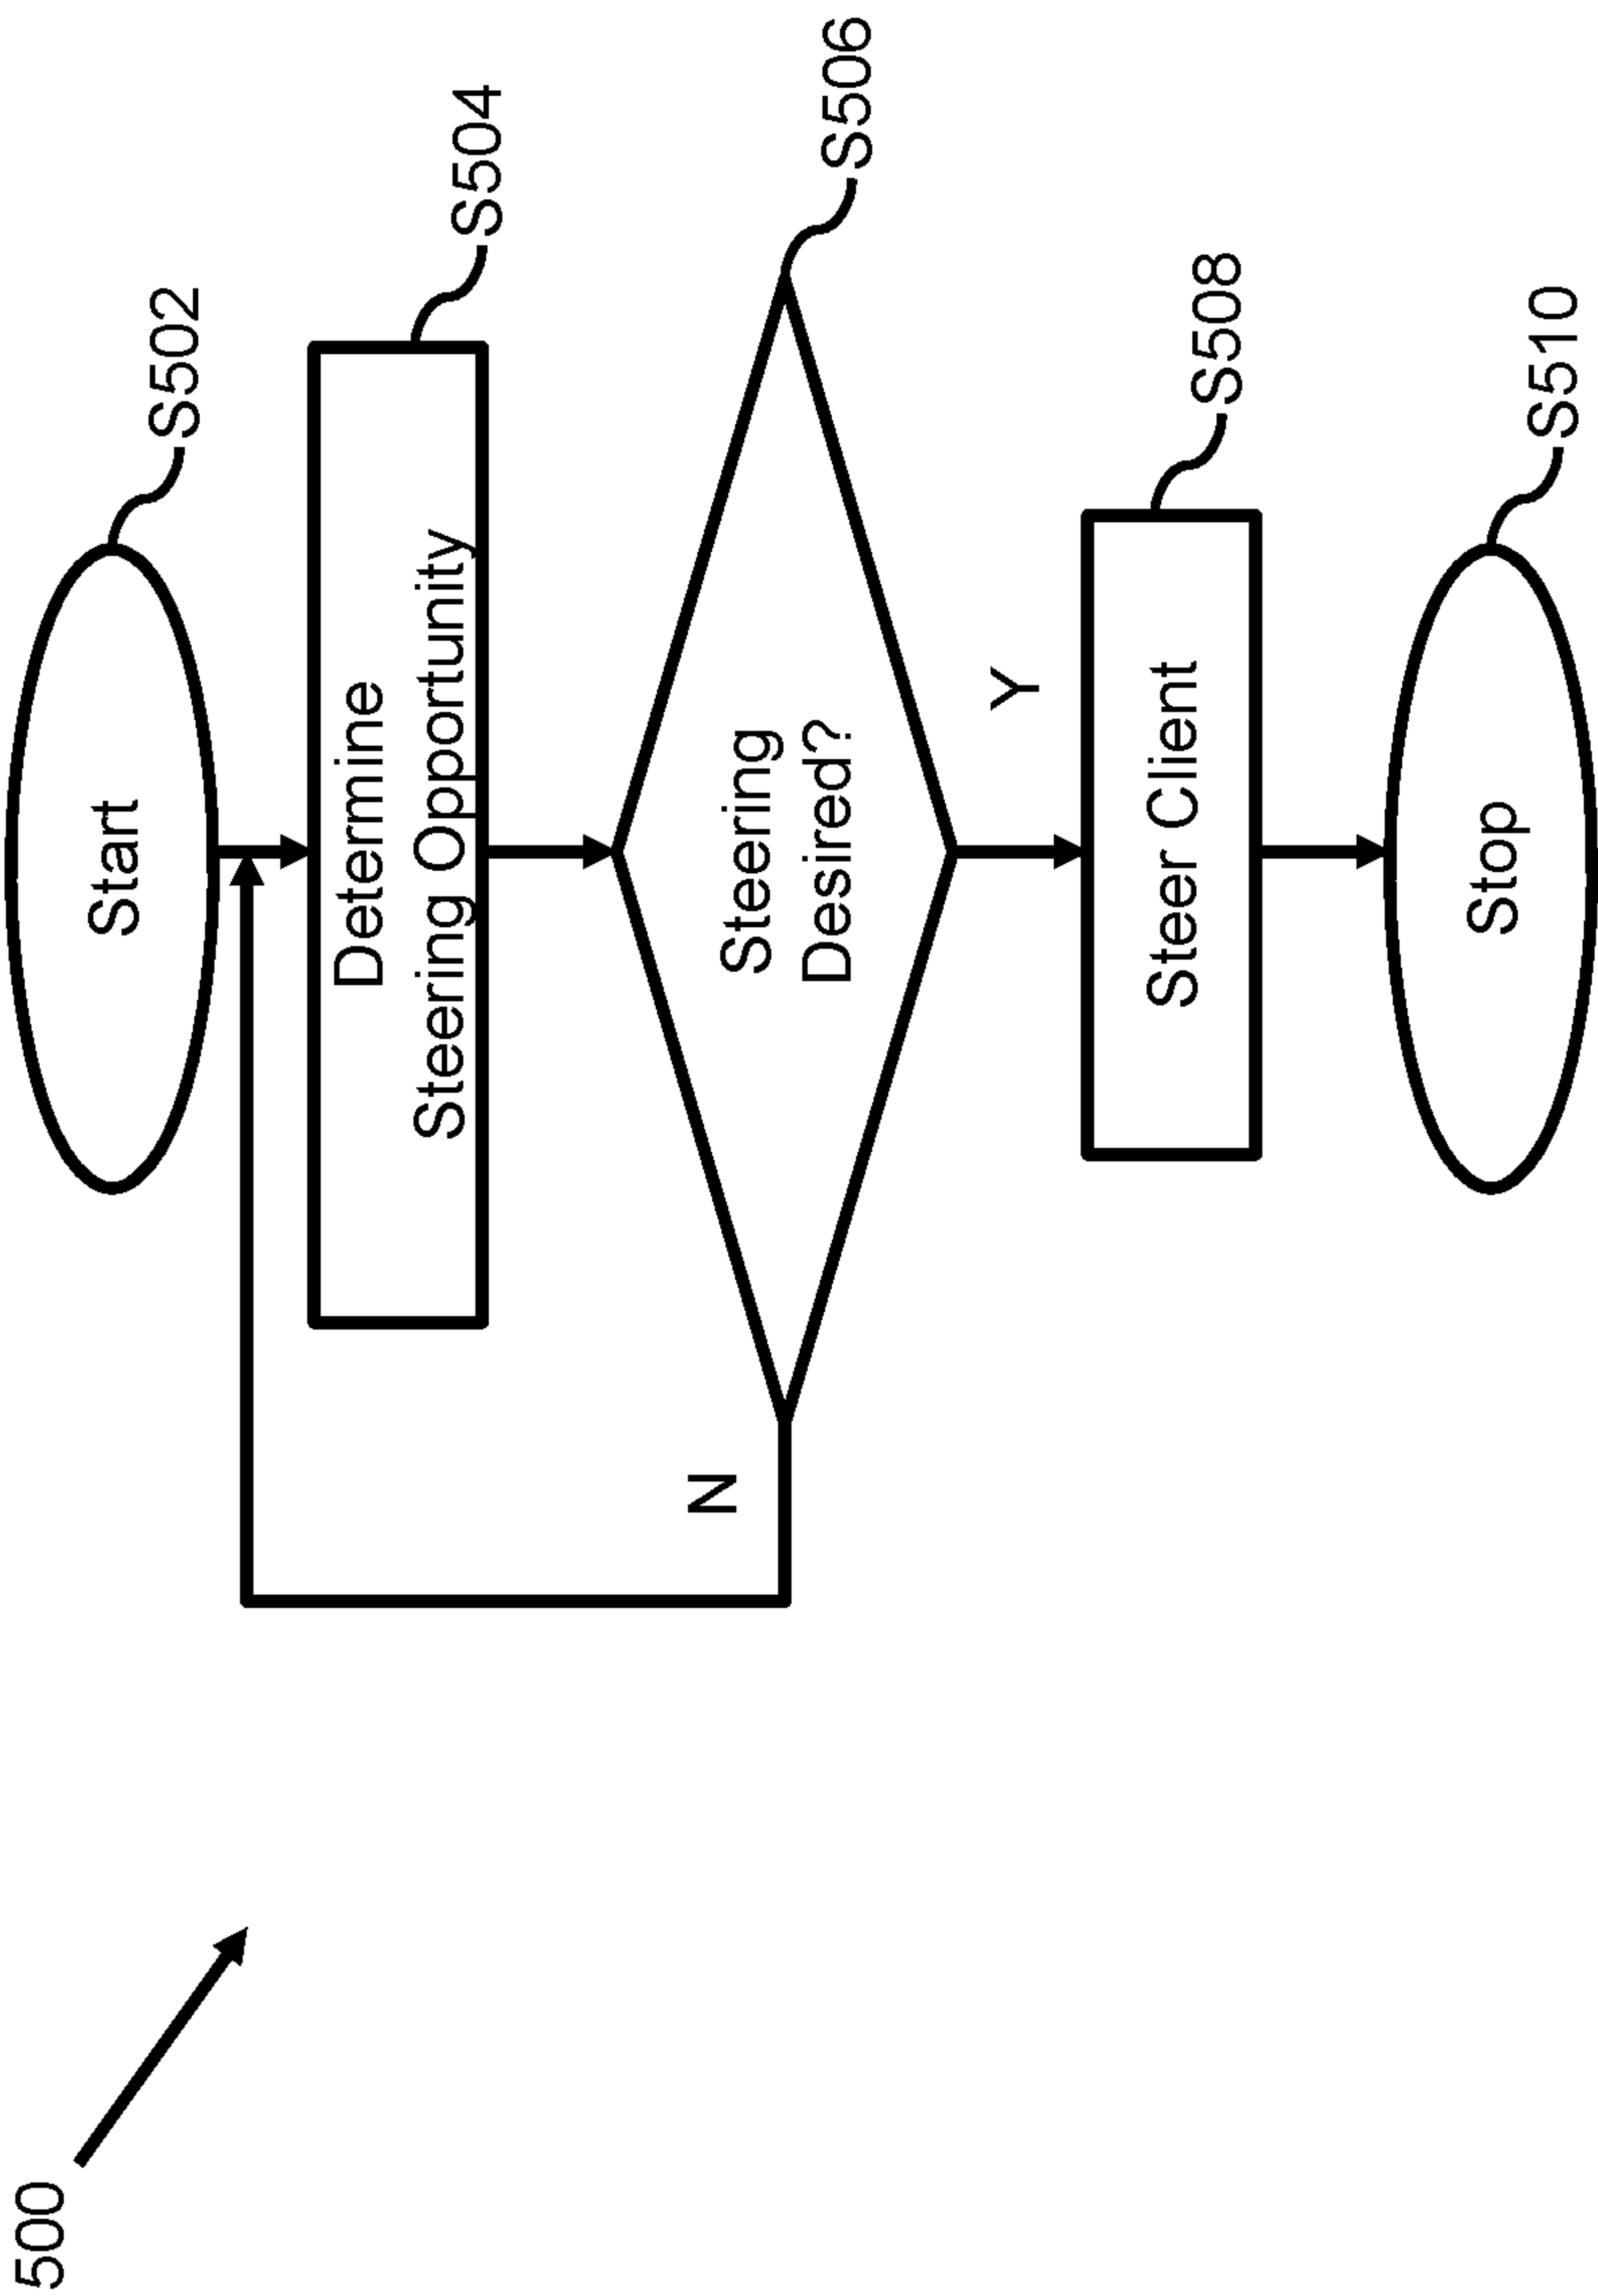 500
Start
S502
Determine
Steering Opportunity
S504
Steering
Desired?
S506
N
Y
Steer Client
S508
Stop
S510